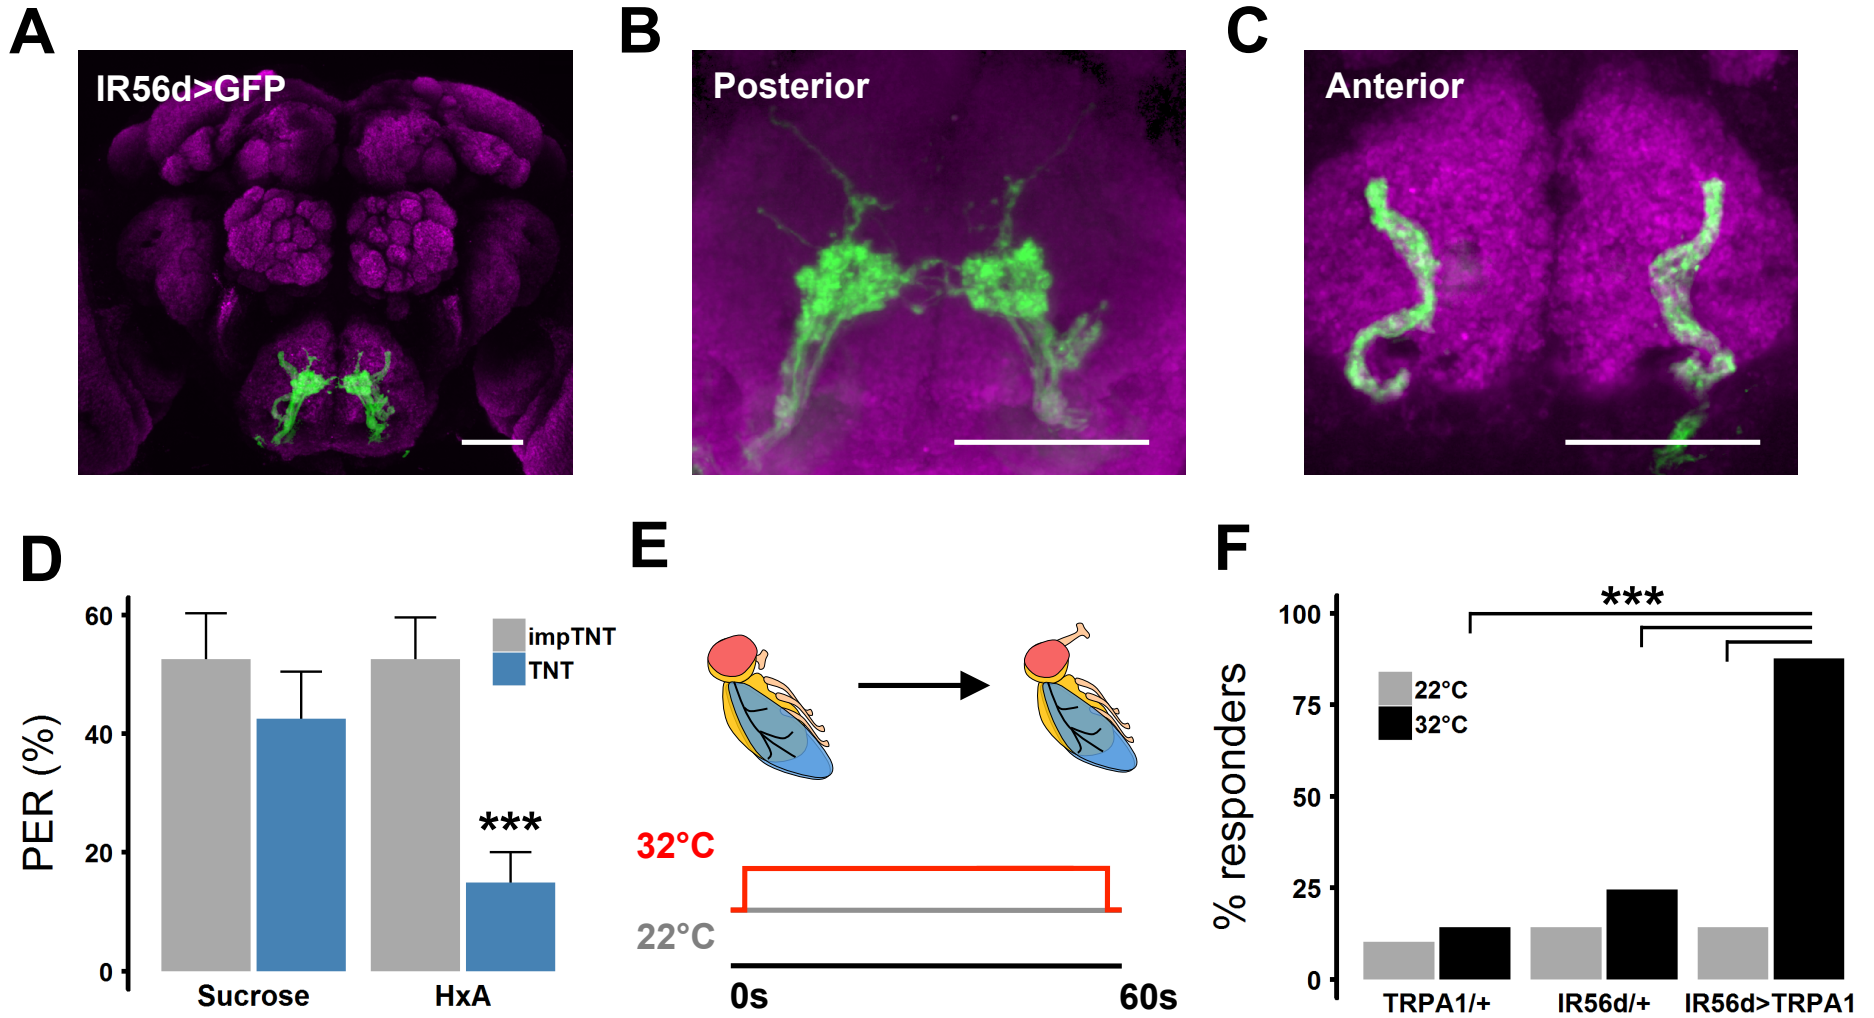 A
IR56d>GFP
B
Posterior
C
Anterior
D
PER (%)
60
40
20
0
impTNT
TNT
***
Sucrose
HxA
E
32°C
22°C
0s
60s
F
% responders
100
75
50
25
0
***
22°C
32°C
TRPA1/+
IR56d/+
IR56d>TRPA1